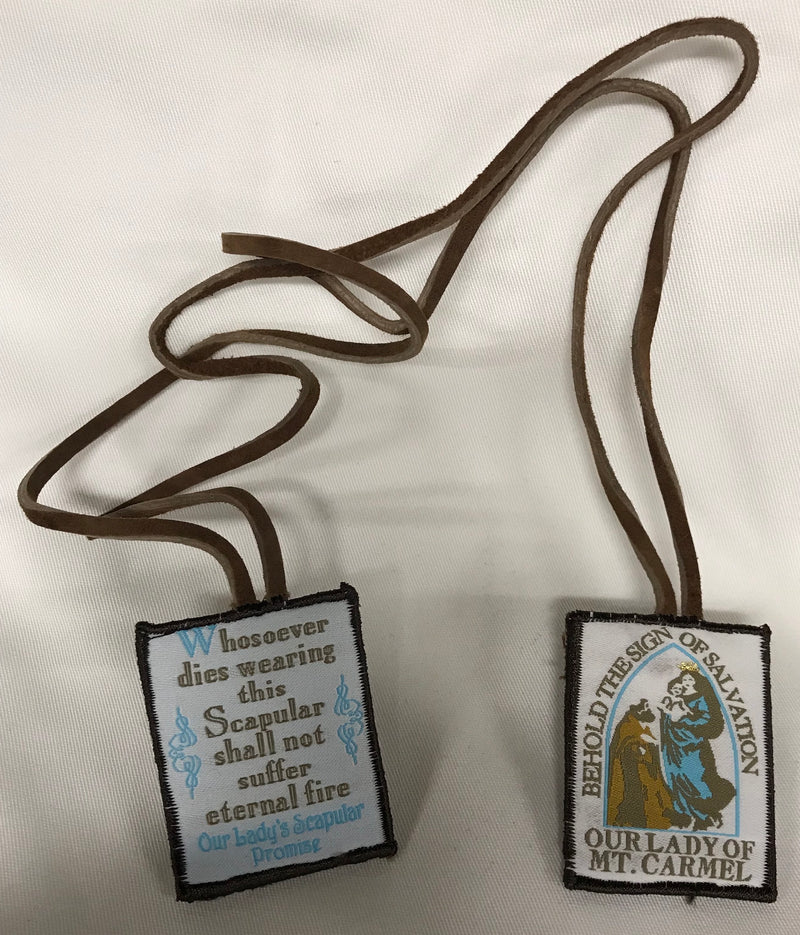 Whosoever
dies wearing
this
Scapular
shall not
suffer
eternal fire
Our Lady's Scapular
Promise
BEHOLD THE SIGN OF SALVATION
OUR LADY OF
MT. CARMEL